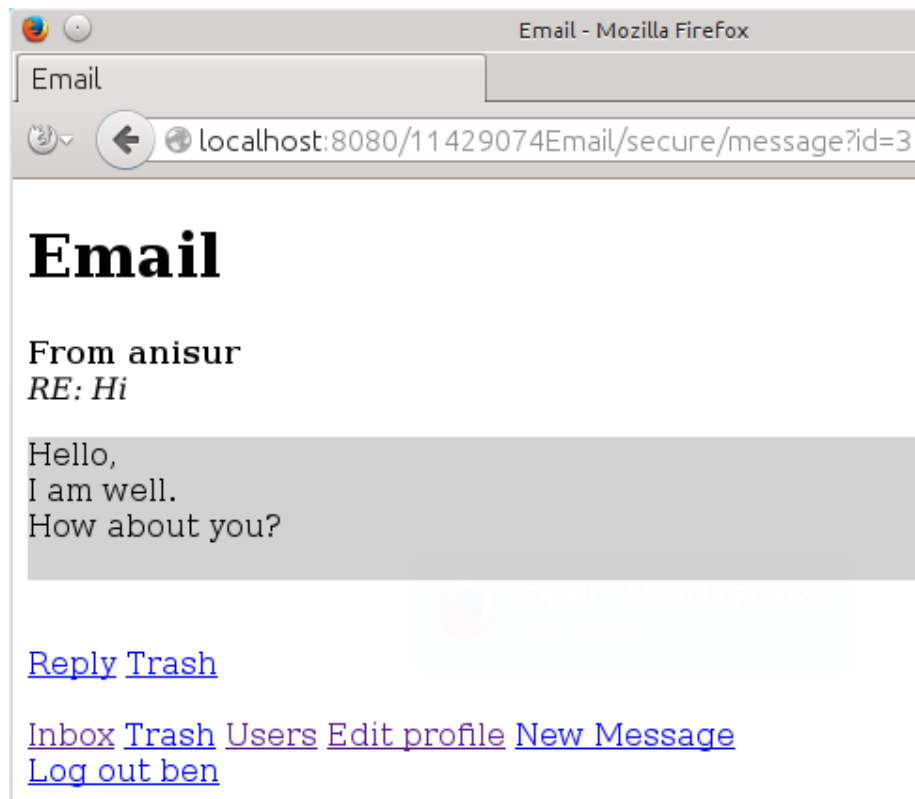 Email - Mozilla Firefox
Email
localhost:8080/11429074Email/secure/message?id=3
Email
From anisur
RE: Hi
Hello,
I am well.
How about you?
Reply Trash
Inbox Trash Users Edit profile New Message
Log out ben